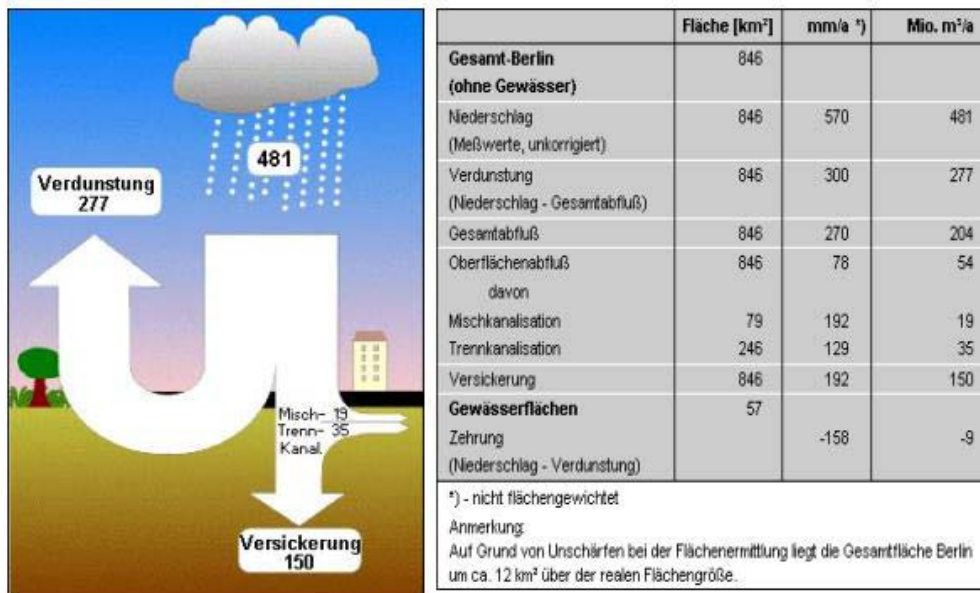 481
Verdunstung
277
Misch- 19
Trenn- 35
Kanal
Versickerung
150
Fläche [km²] mm/a *) Mio. m³/a
Gesamt-Berlin 846
(ohne Gewässer)
Niederschlag 846 570 481
(Meßwerte, unkorrigiert)
Verdunstung 846 300 277
(Niederschlag - Gesamtabfluß)
Gesamtabfluß 846 270 204
Oberflächenabfluß 846 78 54
davon
Mischkanalisation 79 192 19
Trennkanalisation 246 129 35
Versickerung 846 192 150
Gewässerflächen 57
Zehrung -158 -9
(Niederschlag - Verdunstung)
*) - nicht flächengewichtet
Anmerkung:
Auf Grund von Unschärfen bei der Flächenermittlung liegt die Gesamtfläche Berlin
um ca. 12 km² über der realen Flächengröße.